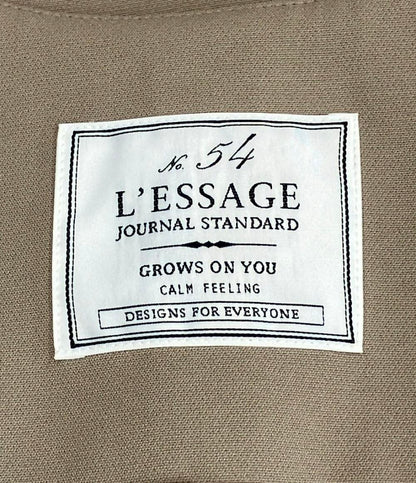 No. 54
L'ESSAGE
JOURNAL STANDARD
GROWS ON YOU
CALM FEELING
DESIGNS FOR EVERYONE